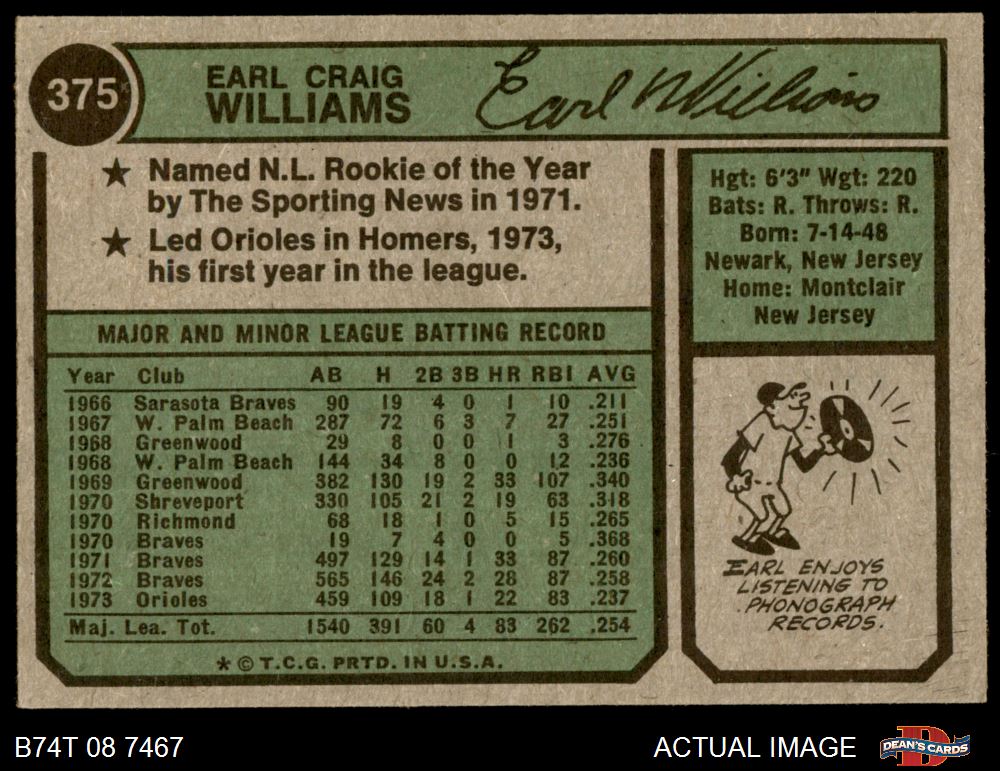 375
EARL CRAIG
WILLIAMS
Earl Williams
★ Named N.L. Rookie of the Year
by The Sporting News in 1971.
★ Led Orioles in Homers, 1973,
his first year in the league.
Hgt: 6'3" Wgt: 220
Bats: R. Throws: R.
Born: 7-14-48
Newark, New Jersey
Home: Montclair
New Jersey
MAJOR AND MINOR LEAGUE BATTING RECORD
Year Club AB H 2B 3B HR RBI AVG
1966 Sarasota Braves 90 19 4 0 1 10 .211
1967 W. Palm Beach 287 72 6 3 7 27 .251
1968 Greenwood 29 8 0 0 1 3 .276
1968 W. Palm Beach 144 34 8 0 0 12 .236
1969 Greenwood 382 130 19 2 33 107 .340
1970 Shreveport 330 105 21 2 19 63 .318
1970 Richmond 68 18 1 0 5 15 .265
1970 Braves 19 7 4 0 0 5 .368
1971 Braves 497 129 14 1 33 87 .260
1972 Braves 565 146 24 2 28 87 .258
1973 Orioles 459 109 18 1 22 83 .237
Maj. Lea. Tot. 1540 391 60 4 83 262 .254
★ © T.C.G. PRTD. IN U.S.A.
EARL ENJOYS
LISTENING TO
PHONOGRAPH
RECORDS.
B74T 08 7467
ACTUAL IMAGE
DEAN'S CARDS